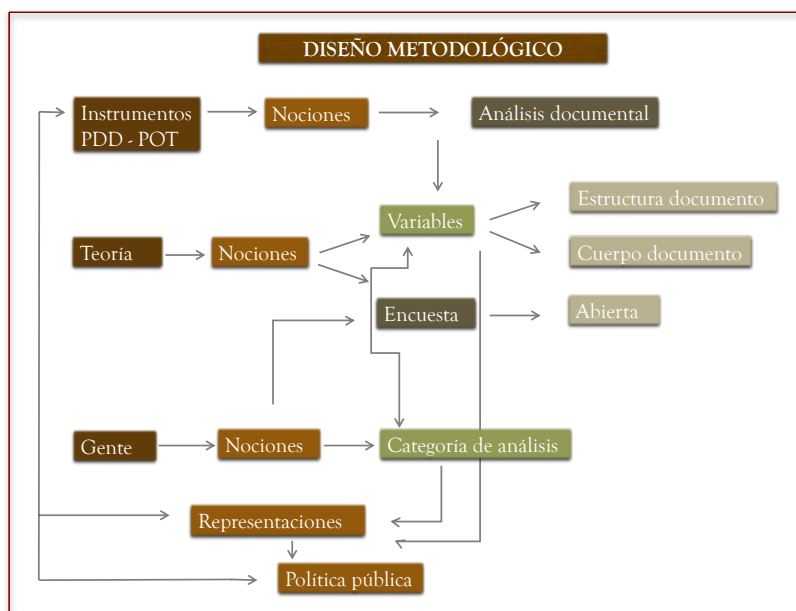 DISEÑO METODOLÓGICO
Instrumentos
PDD - POT
Nociones
Análisis documental
Estructura documento
Variables
Teoría
Nociones
Cuerpo documento
Encuesta
Abierta
Gente
Nociones
Categoría de análisis
Representaciones
Política pública